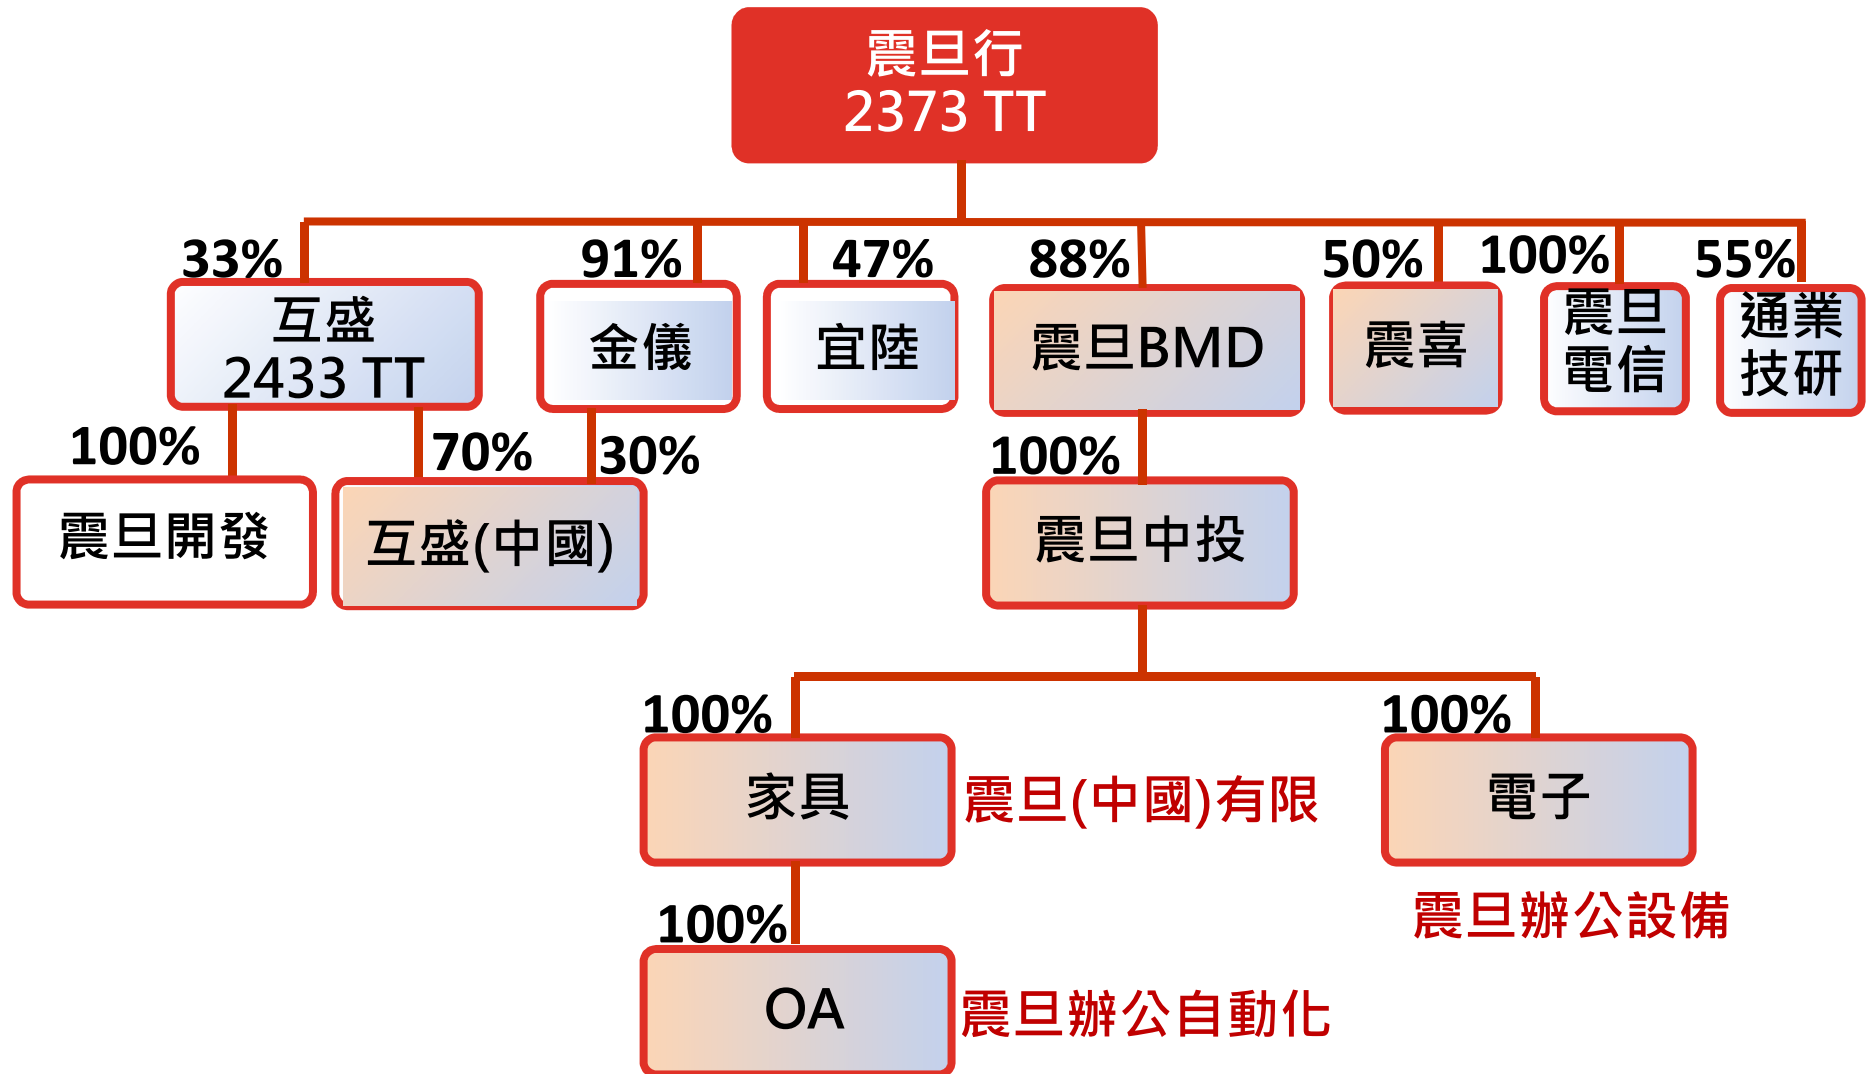 震旦行
2373 TT
33%
91%
47%
88%
50%
100%
55%
互盛
2433 TT
金儀
宜陸
震旦BMD
震喜
震旦
電信
通業
技研
100%
70%
30%
100%
震旦開發
互盛(中國)
震旦中投
100%
100%
家具
震旦(中國)有限
電子
震旦辦公設備
100%
OA
震旦辦公自動化